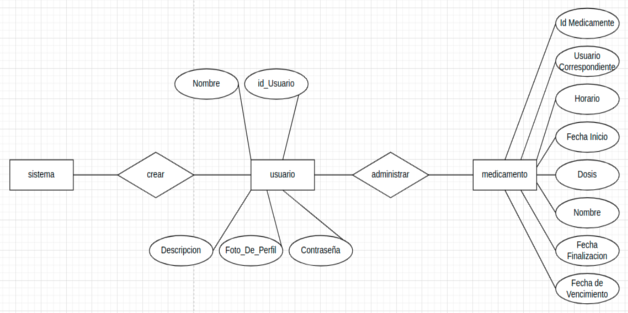 Id Medicamente
Usuario
Correspondiente
Nombre
id_Usuario
Horario
Fecha Inicio
sistema
crear
usuario
administrar
medicamento
Dosis
Nombre
Descripcion
Foto_De_Perfil
Contraseña
Fecha
Finalizacion
Fecha de
Vencimiento